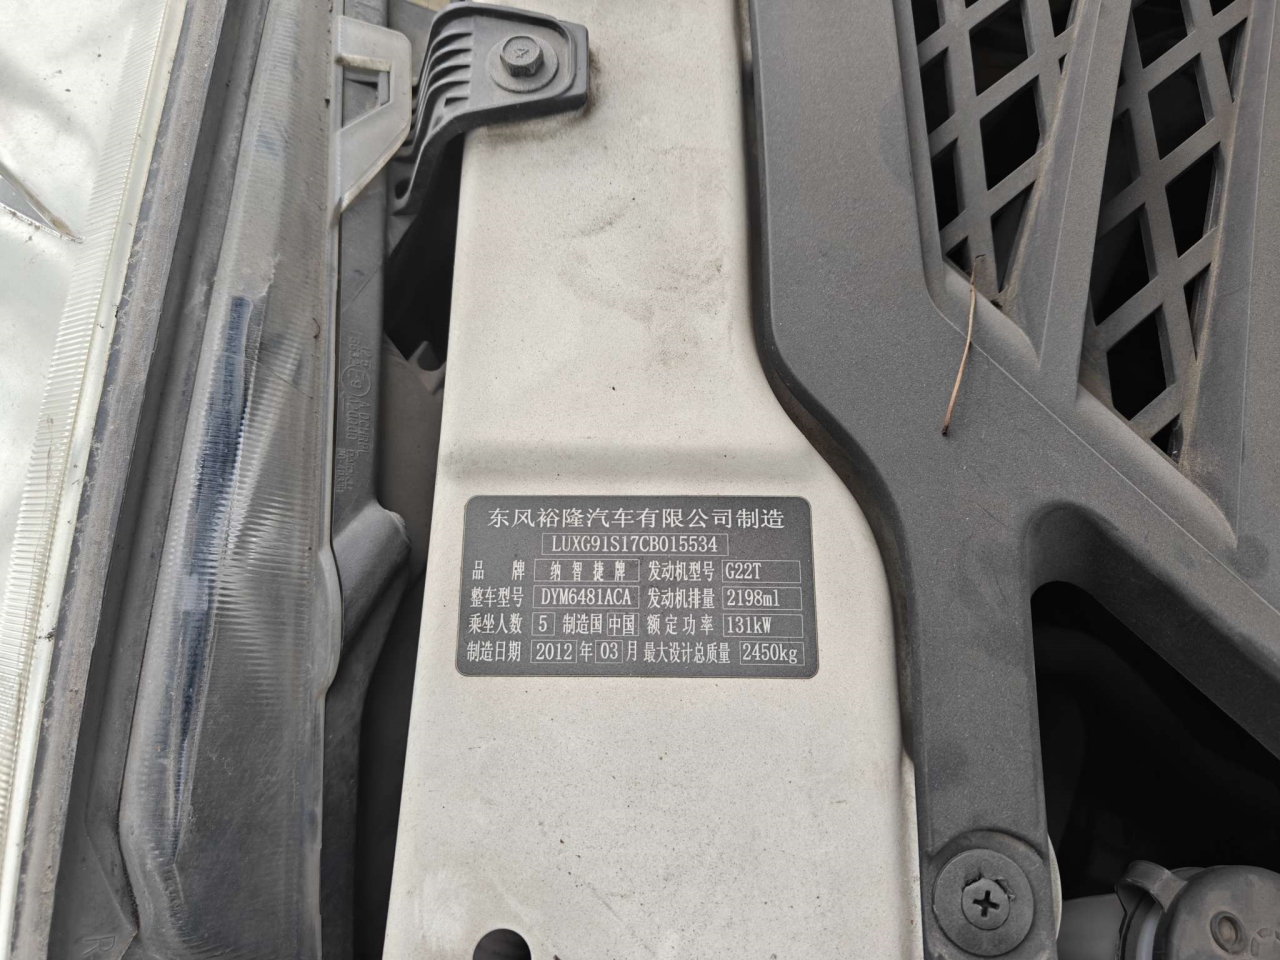 东风裕隆汽车有限公司制造
LUXG91S17CB015534
品 牌 纳智捷牌 发动机型号 G22T
整车型号 DYM6481ACA 发动机排量 2198ml
乘坐人数 5 制造国 中国 额定功率 131kW
制造日期 2012 年 03 月 最大设计总质量 2450kg